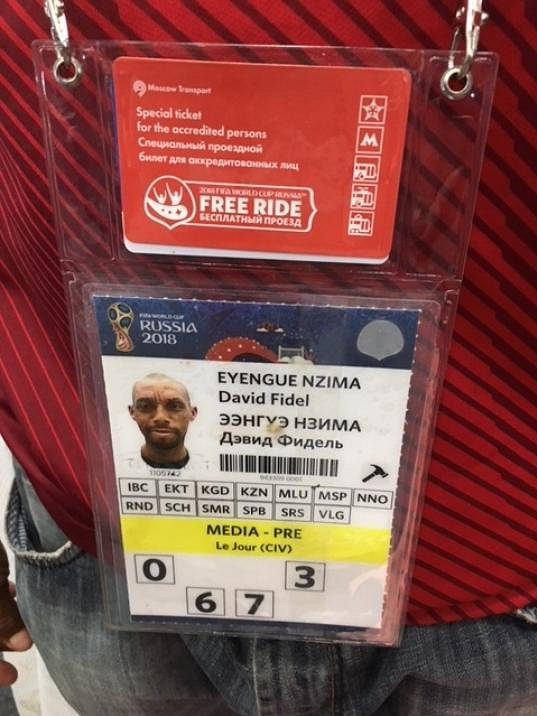 Moscow Transport
Special ticket
for the accredited persons
Специальный проездной
билет для аккредитованных лиц
M
2018 FIFA WORLD CUP RUSSIA™
FREE RIDE
БЕСПЛАТНЫЙ ПРОЕЗД
FIFA WORLD CUP
RUSSIA
2018
EYENGUE NZIMA
David Fidel
ЭЭНГУЭ НЗИМА
Дэвид Фидель
1105742
IBC EKT KGD KZN MLU MSP NNO
RND SCH SMR SPB SRS VLG
MEDIA - PRE
Le Jour (CIV)
0 3
6 7